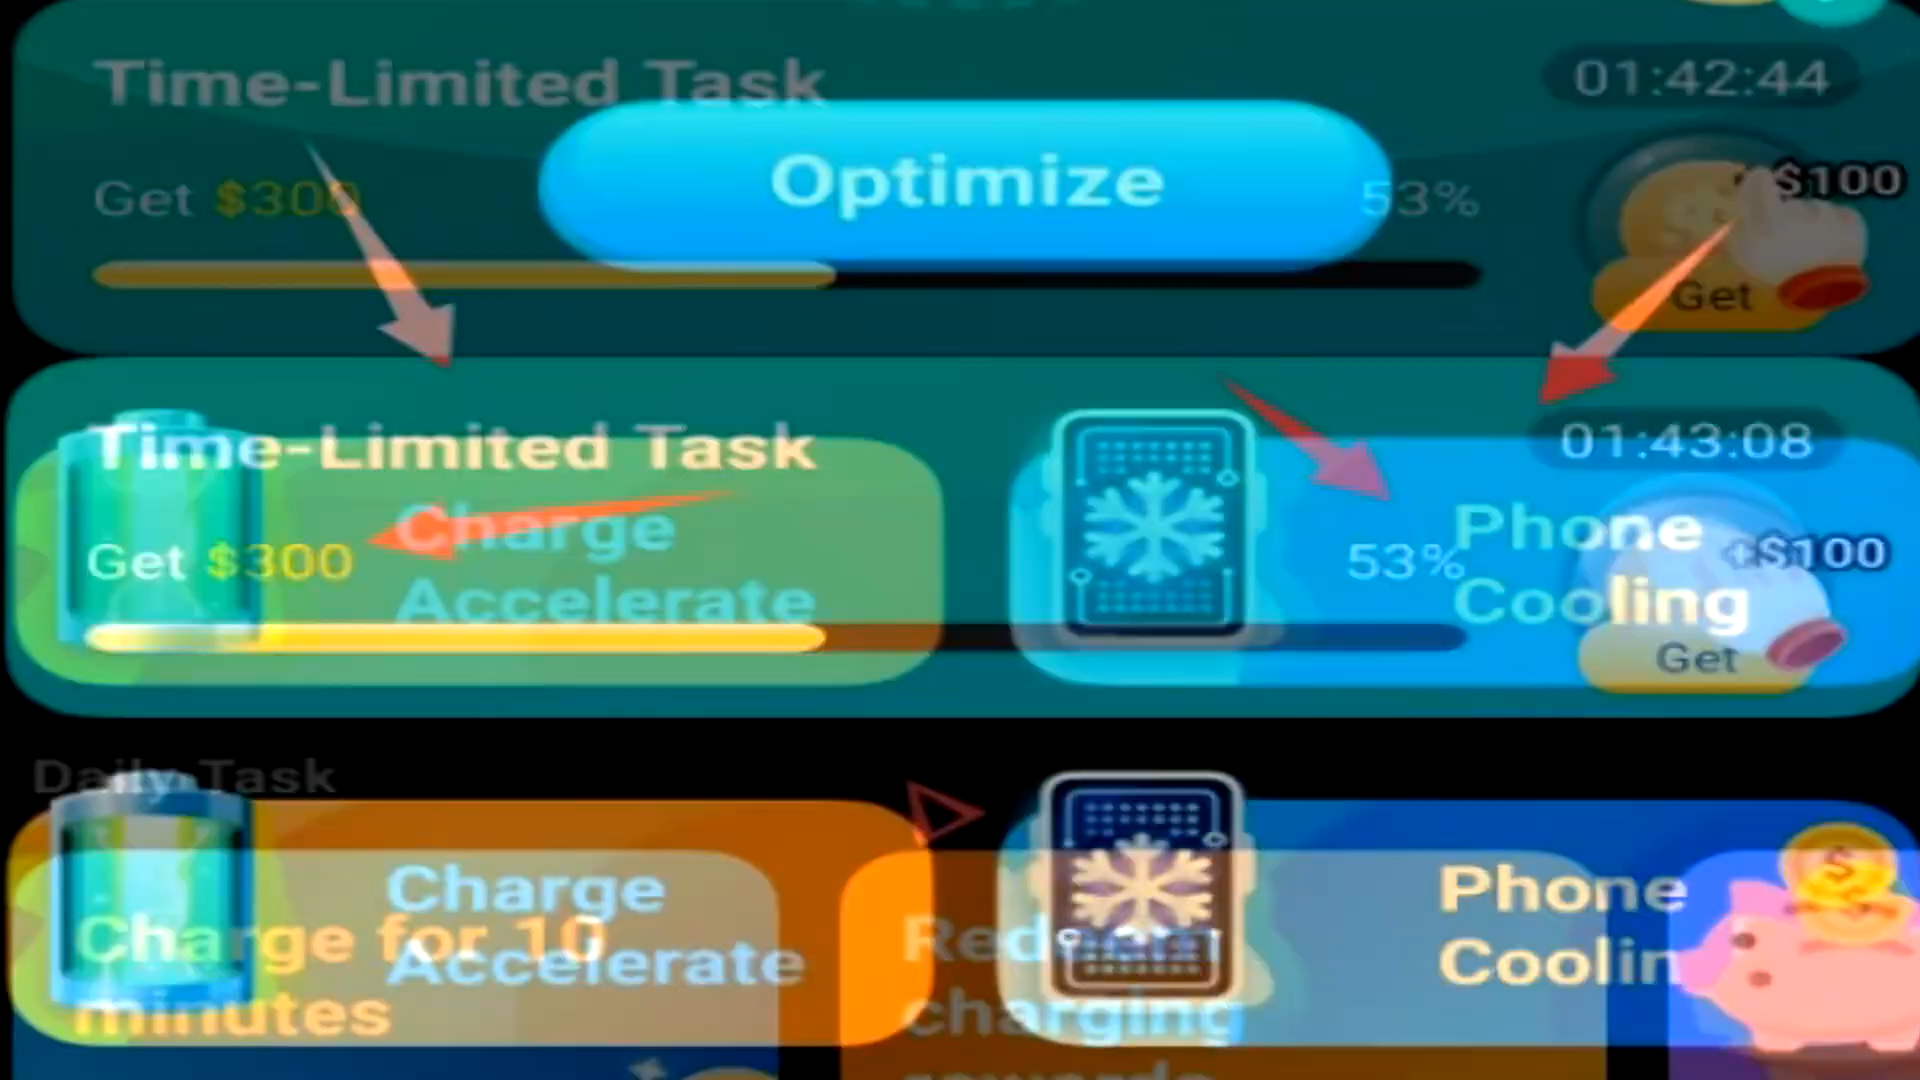 Time-Limited Task
01:42:44
Optimize
Get $300
53%
$100
Get
Time-Limited Task
01:43:08
Charge
Accelerate
Phone
Cooling
Get $300
53%
+$100
Get
Daily Task
Charge
Accelerate
Phone
Coolin
Charge for 10
minutes
Redeem
charging
rewards